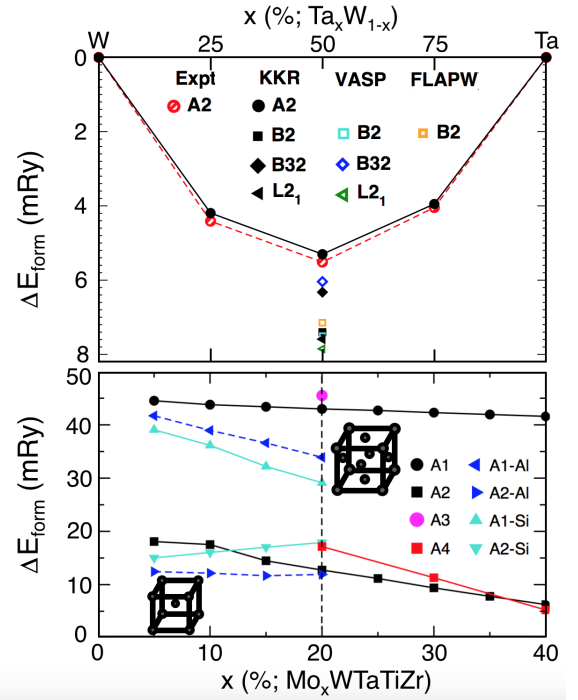 x (%; TaₓW₁₋ₓ)
W 25 50 75 Ta
0
2
4
6
8
ΔE_form (mRy)
Expt KKR VASP FLAPW
A2 A2
B2 B2 B2
B32 B32
L2₁ L2₁
50
40
30
20
10
0
ΔE_form (mRy)
A1 A1-Al
A2 A2-Al
A3 A1-Si
A4 A2-Si
0 10 20 30 40
x (%; MoₓWTaTiZr)